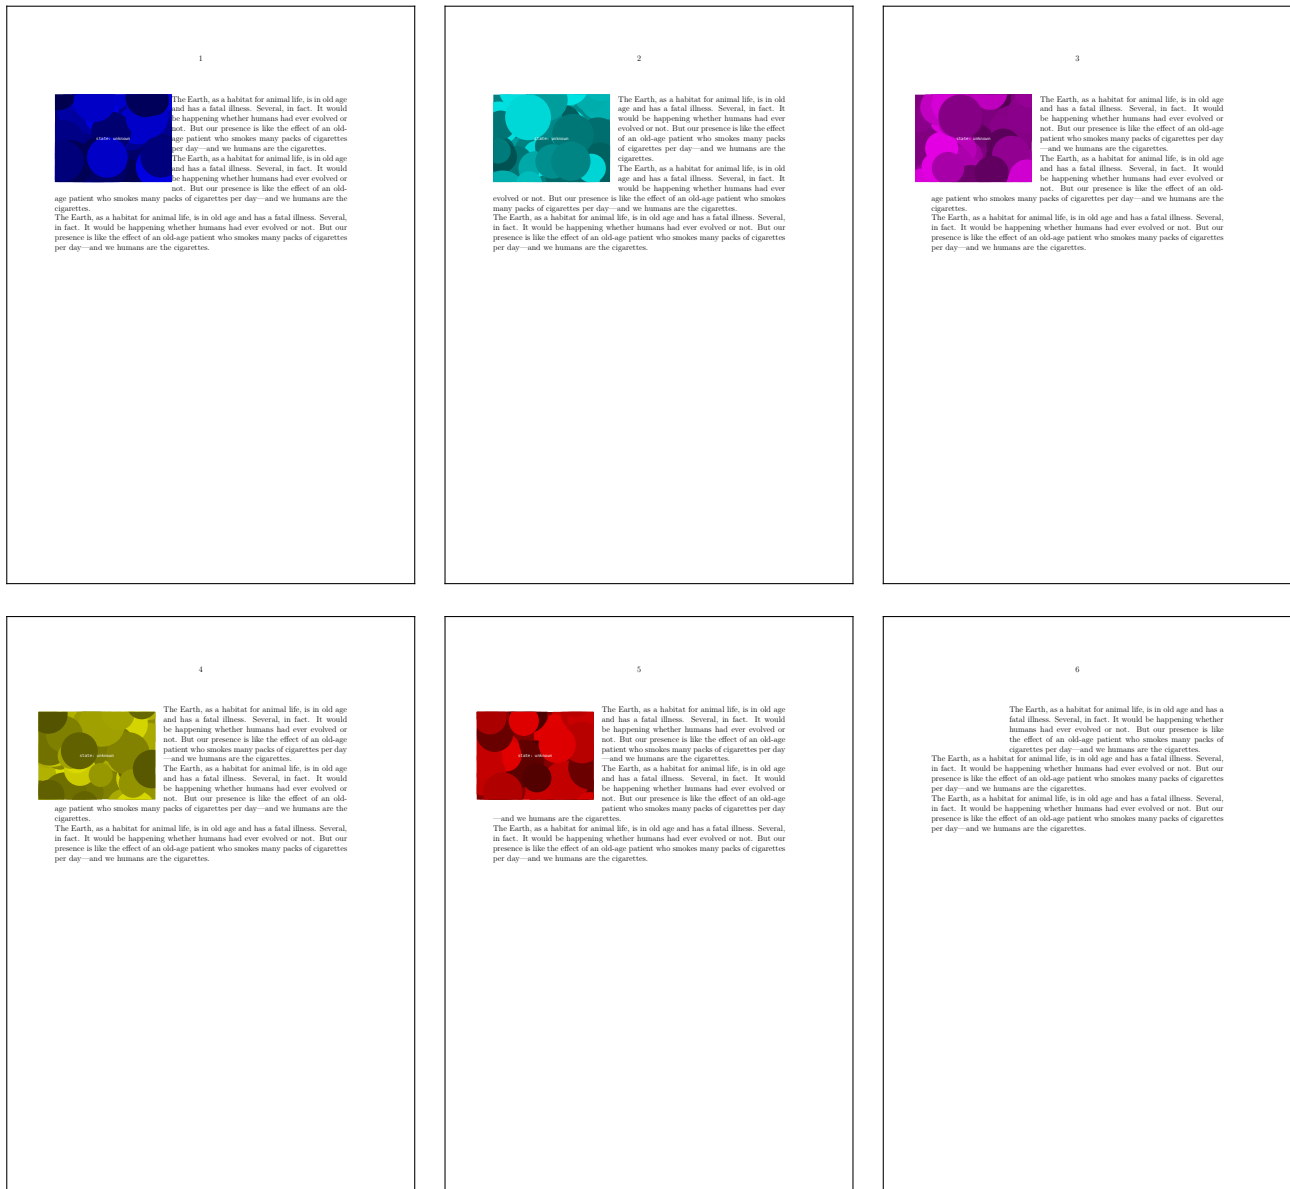 1
The Earth, as a habitat for animal life, is in old age
and has a fatal illness. Several, in fact. It would
be happening whether humans had ever evolved or
not. But our presence is like the effect of an old-
age patient who smokes many packs of cigarettes
per day—and we humans are the cigarettes.
The Earth, as a habitat for animal life, is in old age
and has a fatal illness. Several, in fact. It would
be happening whether humans had ever evolved or
not. But our presence is like the effect of an old-
age patient who smokes many packs of cigarettes per day—and we humans are the
cigarettes.
The Earth, as a habitat for animal life, is in old age and has a fatal illness. Several,
in fact. It would be happening whether humans had ever evolved or not. But our
presence is like the effect of an old-age patient who smokes many packs of cigarettes
per day—and we humans are the cigarettes.
state: unknown
2
The Earth, as a habitat for animal life, is in old
age and has a fatal illness. Several, in fact. It
would be happening whether humans had ever
evolved or not. But our presence is like the effect
of an old-age patient who smokes many packs
of cigarettes per day—and we humans are the
cigarettes.
The Earth, as a habitat for animal life, is in old
age and has a fatal illness. Several, in fact. It
would be happening whether humans had ever
evolved or not. But our presence is like the effect of an old-age patient who smokes
many packs of cigarettes per day—and we humans are the cigarettes.
The Earth, as a habitat for animal life, is in old age and has a fatal illness. Several,
in fact. It would be happening whether humans had ever evolved or not. But our
presence is like the effect of an old-age patient who smokes many packs of cigarettes
per day—and we humans are the cigarettes.
state: unknown
3
The Earth, as a habitat for animal life, is in old age
and has a fatal illness. Several, in fact. It would
be happening whether humans had ever evolved or
not. But our presence is like the effect of an old-age
patient who smokes many packs of cigarettes per day
—and we humans are the cigarettes.
The Earth, as a habitat for animal life, is in old age
and has a fatal illness. Several, in fact. It would
be happening whether humans had ever evolved or
not. But our presence is like the effect of an old-
age patient who smokes many packs of cigarettes per day—and we humans are the
cigarettes.
The Earth, as a habitat for animal life, is in old age and has a fatal illness. Several,
in fact. It would be happening whether humans had ever evolved or not. But our
presence is like the effect of an old-age patient who smokes many packs of cigarettes
per day—and we humans are the cigarettes.
state: unknown
4
The Earth, as a habitat for animal life, is in old age
and has a fatal illness. Several, in fact. It would
be happening whether humans had ever evolved or
not. But our presence is like the effect of an old-age
patient who smokes many packs of cigarettes per day
—and we humans are the cigarettes.
The Earth, as a habitat for animal life, is in old age
and has a fatal illness. Several, in fact. It would
be happening whether humans had ever evolved or
not. But our presence is like the effect of an old-
age patient who smokes many packs of cigarettes per day—and we humans are the
cigarettes.
The Earth, as a habitat for animal life, is in old age and has a fatal illness. Several,
in fact. It would be happening whether humans had ever evolved or not. But our
presence is like the effect of an old-age patient who smokes many packs of cigarettes
per day—and we humans are the cigarettes.
state: unknown
5
The Earth, as a habitat for animal life, is in old age
and has a fatal illness. Several, in fact. It would
be happening whether humans had ever evolved or
not. But our presence is like the effect of an old-age
patient who smokes many packs of cigarettes per day
—and we humans are the cigarettes.
The Earth, as a habitat for animal life, is in old age
and has a fatal illness. Several, in fact. It would
be happening whether humans had ever evolved or
not. But our presence is like the effect of an old-age
patient who smokes many packs of cigarettes per day
—and we humans are the cigarettes.
The Earth, as a habitat for animal life, is in old age and has a fatal illness. Several,
in fact. It would be happening whether humans had ever evolved or not. But our
presence is like the effect of an old-age patient who smokes many packs of cigarettes
per day—and we humans are the cigarettes.
state: unknown
6
The Earth, as a habitat for animal life, is in old age and has a
fatal illness. Several, in fact. It would be happening whether
humans had ever evolved or not. But our presence is like
the effect of an old-age patient who smokes many packs of
cigarettes per day—and we humans are the cigarettes.
The Earth, as a habitat for animal life, is in old age and has a fatal illness. Several,
in fact. It would be happening whether humans had ever evolved or not. But our
presence is like the effect of an old-age patient who smokes many packs of cigarettes
per day—and we humans are the cigarettes.
The Earth, as a habitat for animal life, is in old age and has a fatal illness. Several,
in fact. It would be happening whether humans had ever evolved or not. But our
presence is like the effect of an old-age patient who smokes many packs of cigarettes
per day—and we humans are the cigarettes.